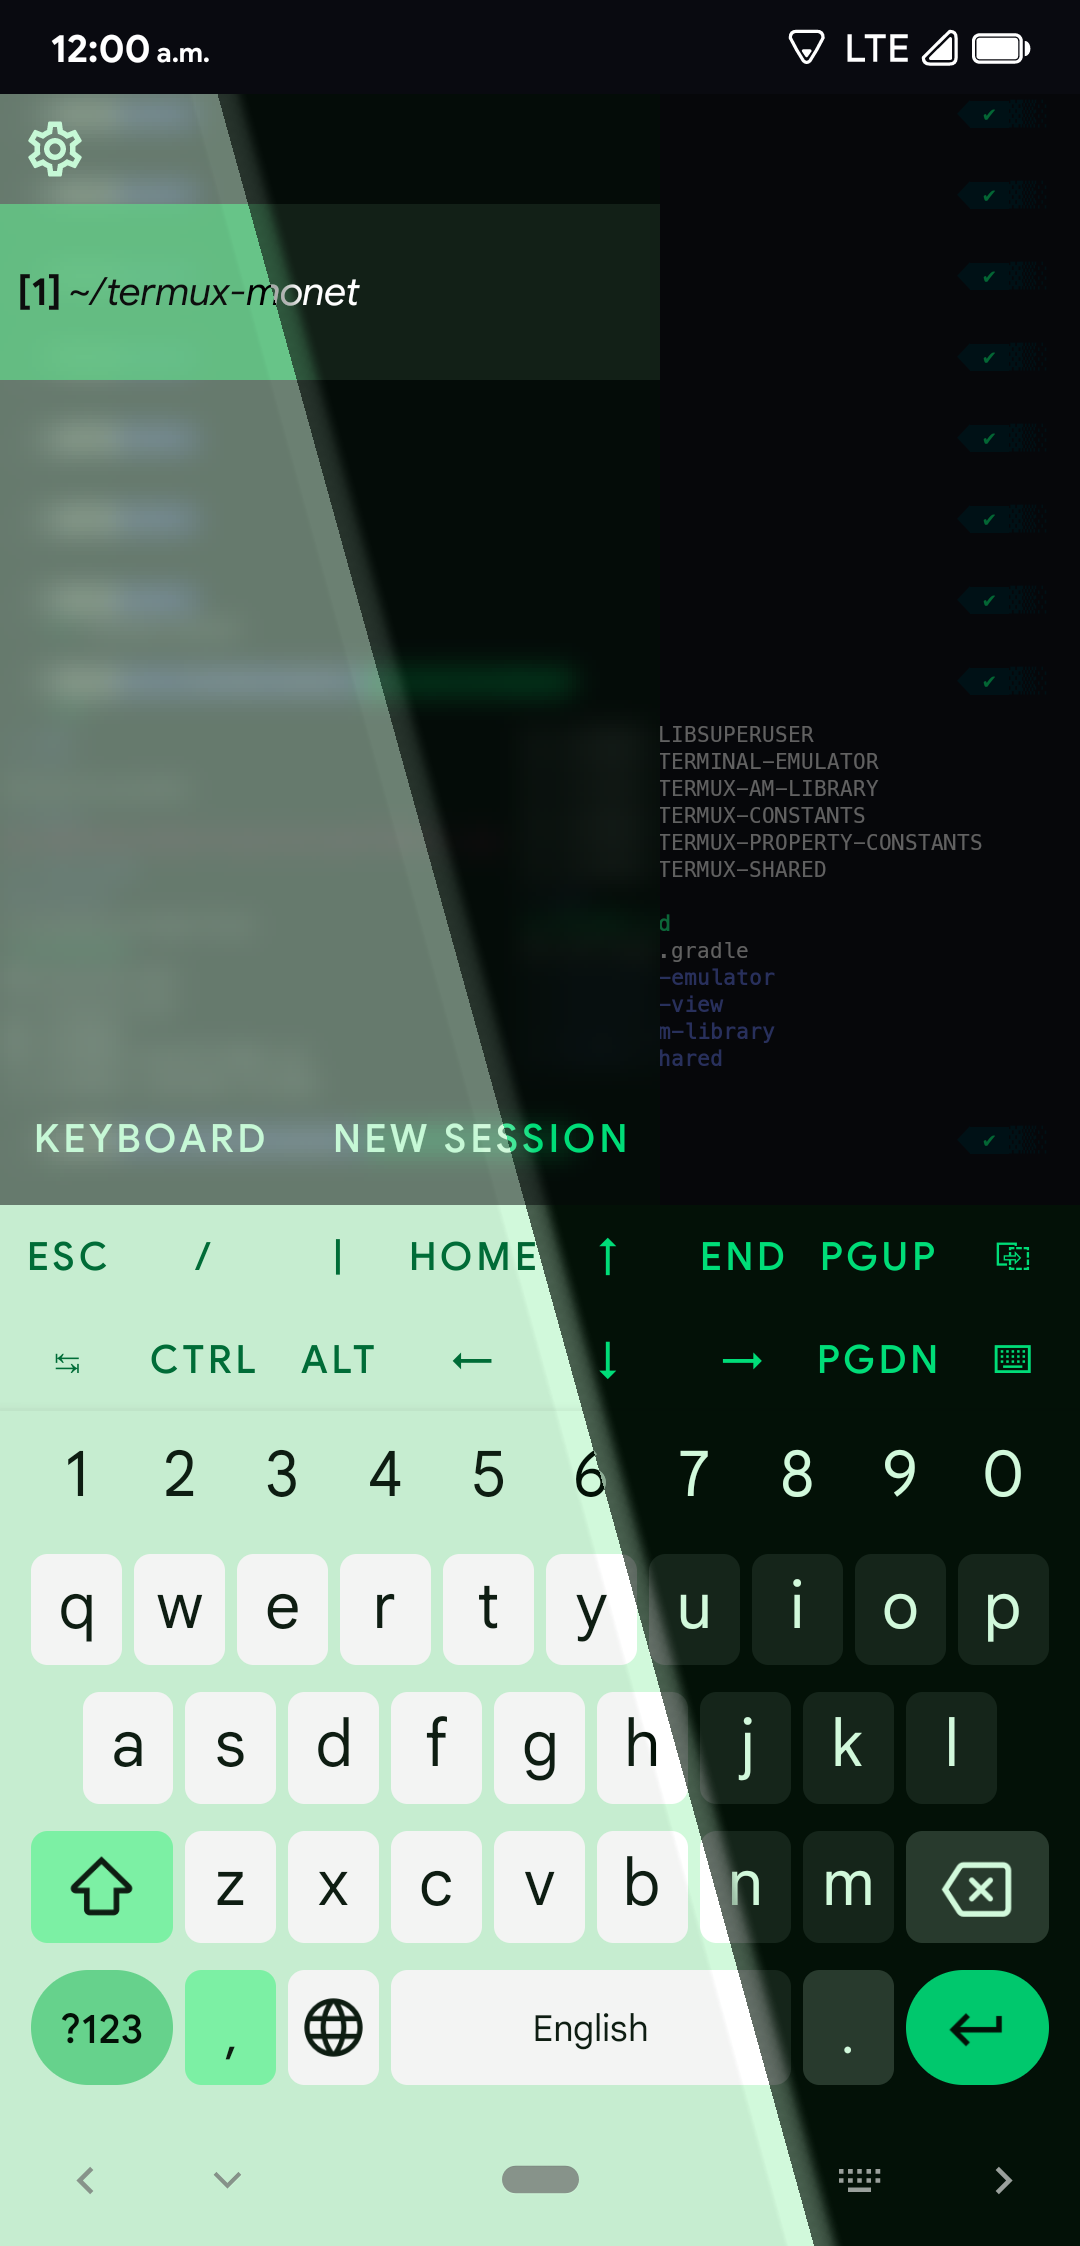 12:00 a.m. LTE
[1] ~/termux-monet
LIBSUPERUSER
TERMINAL-EMULATOR
TERMUX-AM-LIBRARY
TERMUX-CONSTANTS
TERMUX-PROPERTY-CONSTANTS
TERMUX-SHARED
d
.gradle
-emulator
-view
m-library
hared
KEYBOARD NEW SESSION
ESC / | HOME ↑ END PGUP
↹ CTRL ALT ← ↓ → PGDN
1 2 3 4 5 6 7 8 9 0
q w e r t y u i o p
a s d f g h j k l
z x c v b n m
?123 , English .